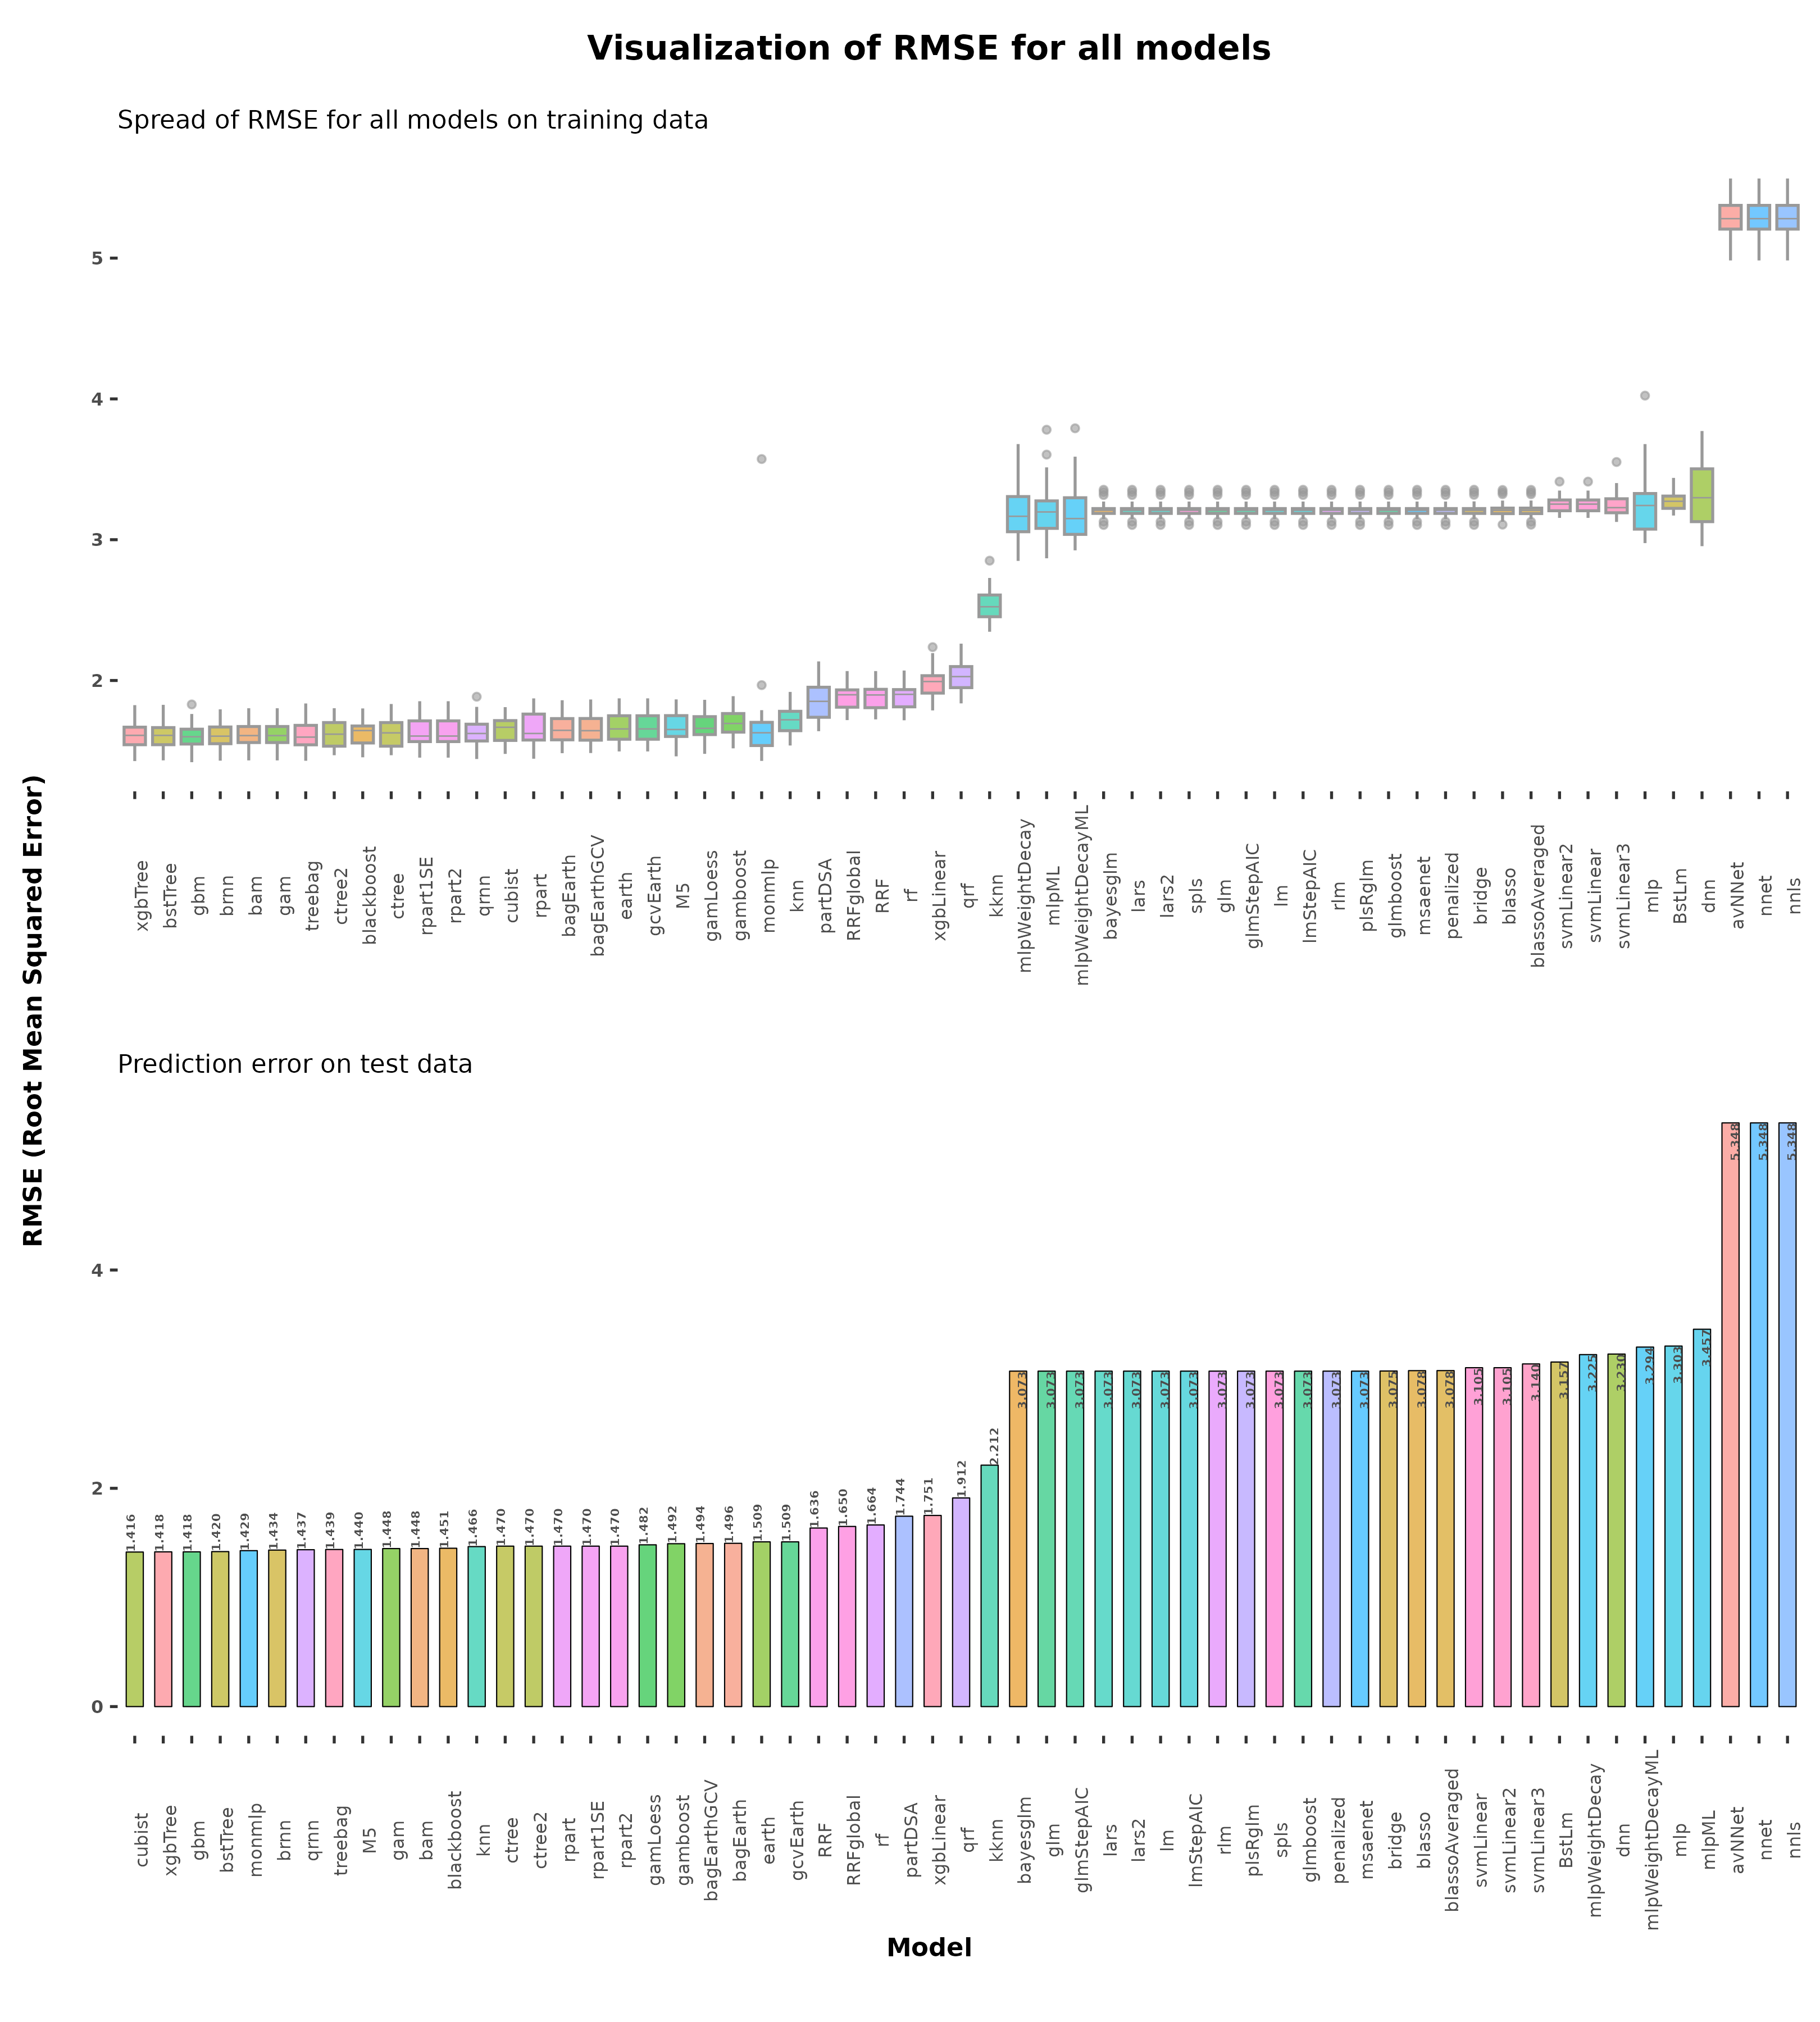 Visualization of RMSE for all models
Spread of RMSE for all models on training data
RMSE (Root Mean Squared Error)
5
4
3
2
xgbTree
bstTree
gbm
brnn
bam
gam
treebag
ctree2
blackboost
ctree
rpart1SE
rpart2
qrnn
cubist
rpart
bagEarth
bagEarthGCV
earth
gcvEarth
M5
gamLoess
gamboost
monmlp
knn
partDSA
RRFglobal
RRF
rf
xgbLinear
qrf
kknn
mlpWeightDecay
mlpML
mlpWeightDecayML
bayesglm
lars
lars2
spls
glm
glmStepAIC
lm
lmStepAIC
rlm
plsRglm
glmboost
msaenet
penalized
bridge
blasso
blassoAveraged
svmLinear2
svmLinear
svmLinear3
mlp
BstLm
dnn
avNNet
nnet
nnls
Prediction error on test data
4
2
0
1.416
1.418
1.418
1.420
1.429
1.434
1.437
1.439
1.440
1.448
1.448
1.451
1.466
1.470
1.470
1.470
1.470
1.470
1.482
1.492
1.494
1.496
1.509
1.509
1.636
1.650
1.664
1.744
1.751
1.912
2.212
3.073
3.073
3.073
3.073
3.073
3.073
3.073
3.073
3.073
3.073
3.073
3.073
3.073
3.075
3.078
3.078
3.105
3.105
3.140
3.157
3.225
3.230
3.294
3.303
3.457
5.348
5.348
5.348
cubist
xgbTree
gbm
bstTree
monmlp
brnn
qrnn
treebag
M5
gam
bam
blackboost
knn
ctree
ctree2
rpart
rpart1SE
rpart2
gamLoess
gamboost
bagEarthGCV
bagEarth
earth
gcvEarth
RRF
RRFglobal
rf
partDSA
xgbLinear
qrf
kknn
bayesglm
glm
glmStepAIC
lars
lars2
lm
lmStepAIC
rlm
plsRglm
spls
glmboost
penalized
msaenet
bridge
blasso
blassoAveraged
svmLinear
svmLinear2
svmLinear3
BstLm
mlpWeightDecay
dnn
mlpWeightDecayML
mlp
mlpML
avNNet
nnet
nnls
Model